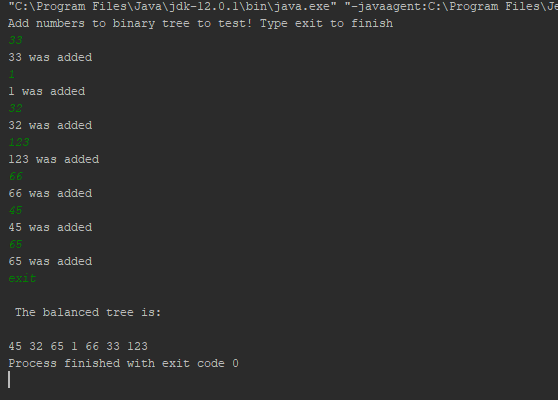 "C:\Program Files\Java\jdk-12.0.1\bin\java.exe" "-javaagent:C:\Program Files\Je
Add numbers to binary tree to test! Type exit to finish
33
33 was added
1
1 was added
32
32 was added
123
123 was added
66
66 was added
45
45 was added
65
65 was added
exit
The balanced tree is:
45 32 65 1 66 33 123
Process finished with exit code 0